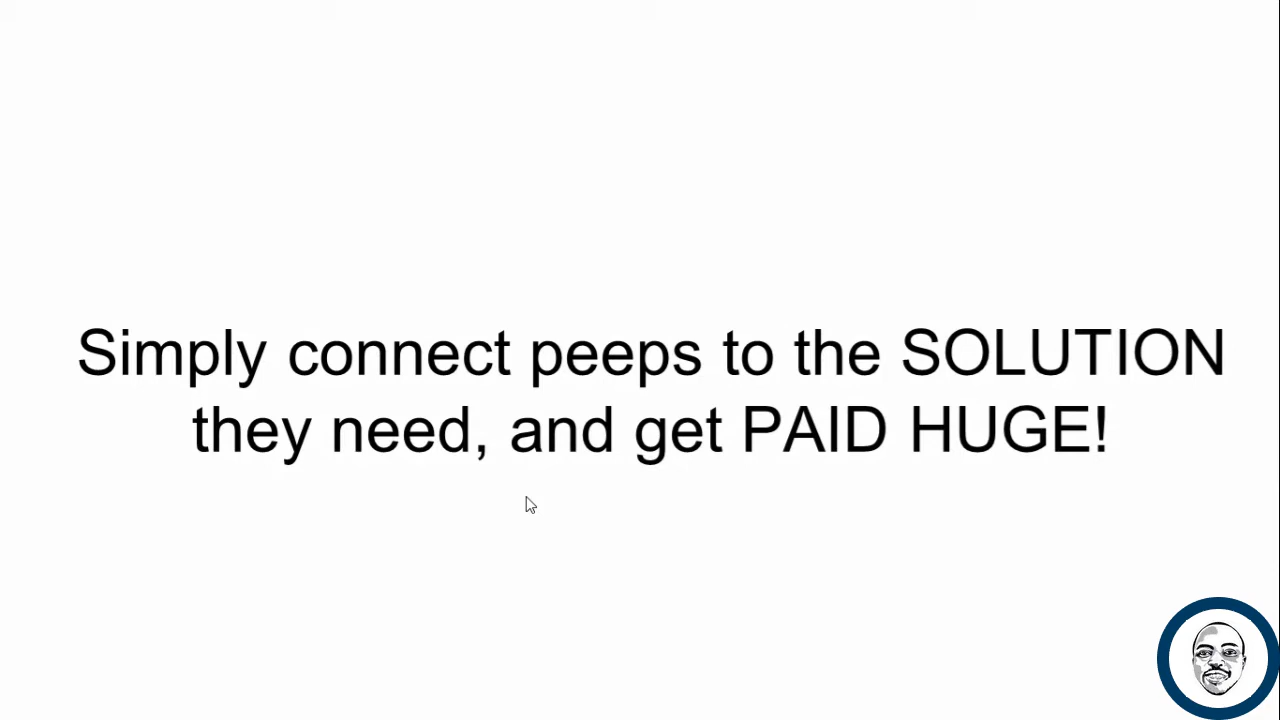 Simply connect peeps to the SOLUTION
they need, and get PAID HUGE!